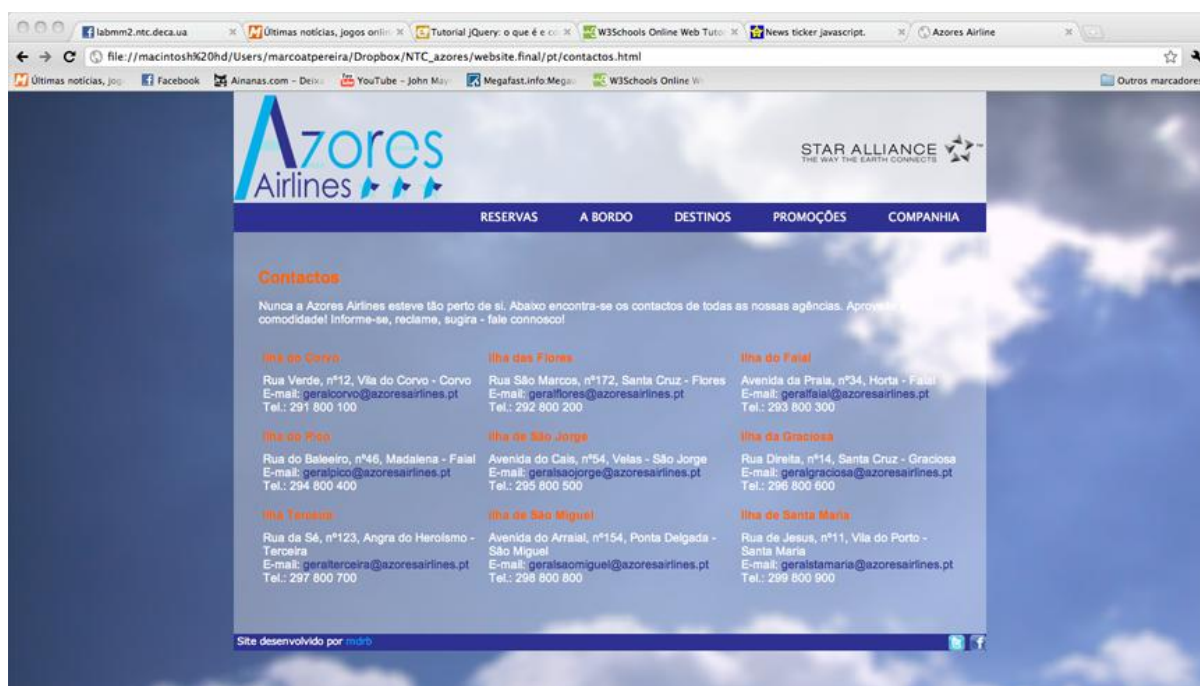 labmm2.ntc.deca.ua
Últimas notícias, jogos onlin
Tutorial jQuery: o que é e co
W3Schools Online Web Tutor
News ticker javascript.
Azores Airline
file://macintosh%20hd/Users/marcoatpereira/Dropbox/NTC_azores/website.final/pt/contactos.html
Últimas notícias, jog
Facebook
Ainanas.com – Deix
YouTube – John May
Megafast.info:Mega
W3Schools Online W
Outros marcadores
Azores
Airlines
STAR ALLIANCE
THE WAY THE EARTH CONNECTS
RESERVAS A BORDO DESTINOS PROMOÇÕES COMPANHIA
Contactos
Nunca a Azores Airlines esteve tão perto de si. Abaixo encontra-se os contactos de todas as nossas agências.
comodidade! Informe-se, reclame, sugira - fale connosco!
Ilha do Corvo
Rua Verde, nº12, Vila do Corvo - Corvo
E-mail: geralcorvo@azoresairlines.pt
Tel.: 291 800 100
Ilha das Flores
Rua São Marcos, nº172, Santa Cruz - Flores
E-mail: geralflores@azoresairlines.pt
Tel.: 292 800 200
Ilha do Faial
Avenida da Praia, nº34, Horta - Faial
E-mail: geralfaial@azoresairlines.pt
Tel.: 293 800 300
Ilha do Pico
Rua do Baleeiro, nº46, Madalena - Faial
E-mail: geralpico@azoresairlines.pt
Tel.: 294 800 400
Ilha de São Jorge
Avenida do Cais, nº54, Velas - São Jorge
E-mail: geralsaojorge@azoresairlines.pt
Tel.: 295 800 500
Ilha da Graciosa
Rua Direita, nº14, Santa Cruz - Graciosa
E-mail: geralgraciosa@azoresairlines.pt
Tel.: 296 800 600
Ilha Terceira
Rua da Sé, nº123, Angra do Heroísmo -
Terceira
E-mail: geralterceira@azoresairlines.pt
Tel.: 297 800 700
Ilha de São Miguel
Avenida do Arraial, nº154, Ponta Delgada -
São Miguel
E-mail: geralsaomiguel@azoresairlines.pt
Tel.: 298 800 800
Ilha de Santa Maria
Rua de Jesus, nº11, Vila do Porto -
Santa Maria
E-mail: geralstamaria@azoresairlines.pt
Tel.: 299 800 900
Site desenvolvido por mdrb